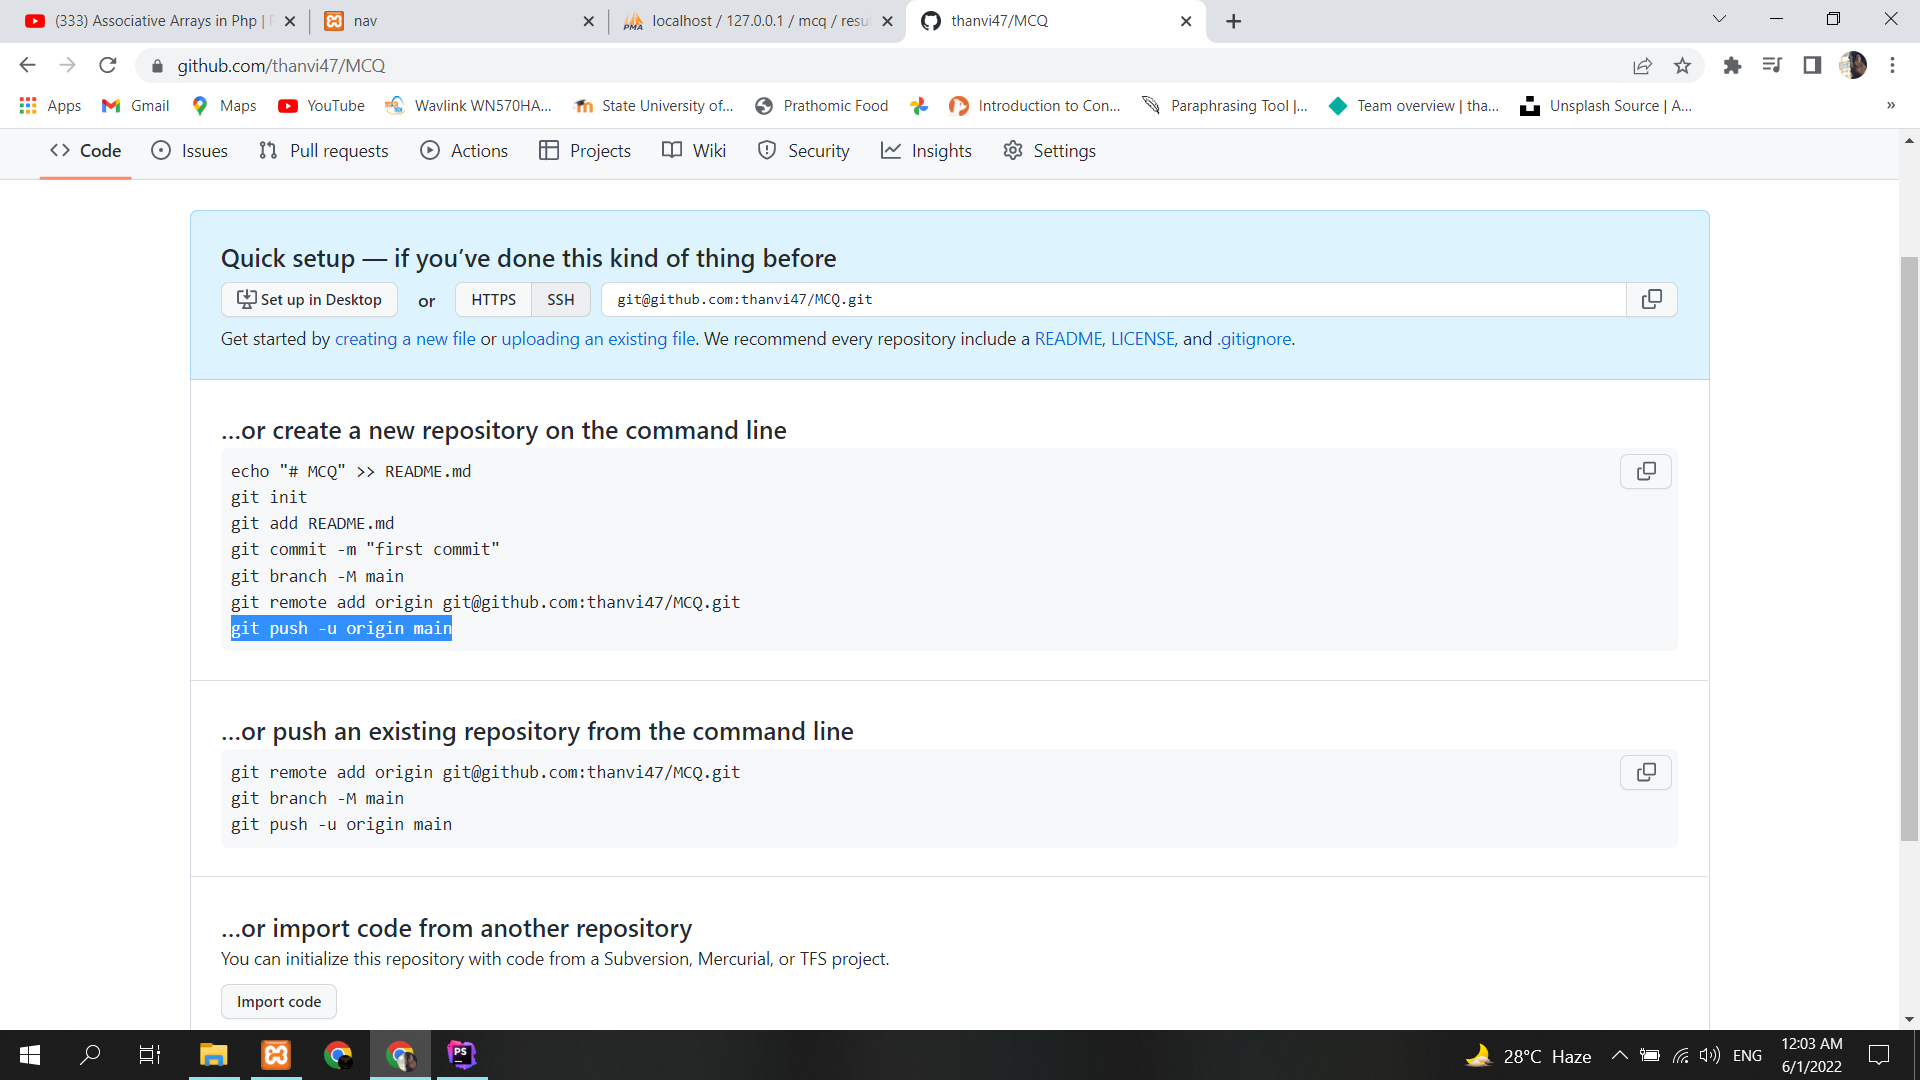 (333) Associative Arrays in Php |
nav
localhost / 127.0.0.1 / mcq / resu
thanvi47/MCQ
github.com/thanvi47/MCQ
Apps
Gmail
Maps
YouTube
Wavlink WN570HA...
State University of...
Prathomic Food
Introduction to Con...
Paraphrasing Tool |...
Team overview | tha...
Unsplash Source | A...
»
Code
Issues
Pull requests
Actions
Projects
Wiki
Security
Insights
Settings
Quick setup — if you’ve done this kind of thing before
Set up in Desktop or HTTPS SSH git@github.com:thanvi47/MCQ.git
Get started by creating a new file or uploading an existing file. We recommend every repository include a README, LICENSE, and .gitignore.
…or create a new repository on the command line
echo "# MCQ" >> README.md
git init
git add README.md
git commit -m "first commit"
git branch -M main
git remote add origin git@github.com:thanvi47/MCQ.git
git push -u origin main
…or push an existing repository from the command line
git remote add origin git@github.com:thanvi47/MCQ.git
git branch -M main
git push -u origin main
…or import code from another repository
You can initialize this repository with code from a Subversion, Mercurial, or TFS project.
Import code
PS
28°C Haze
ENG
12:03 AM
6/1/2022